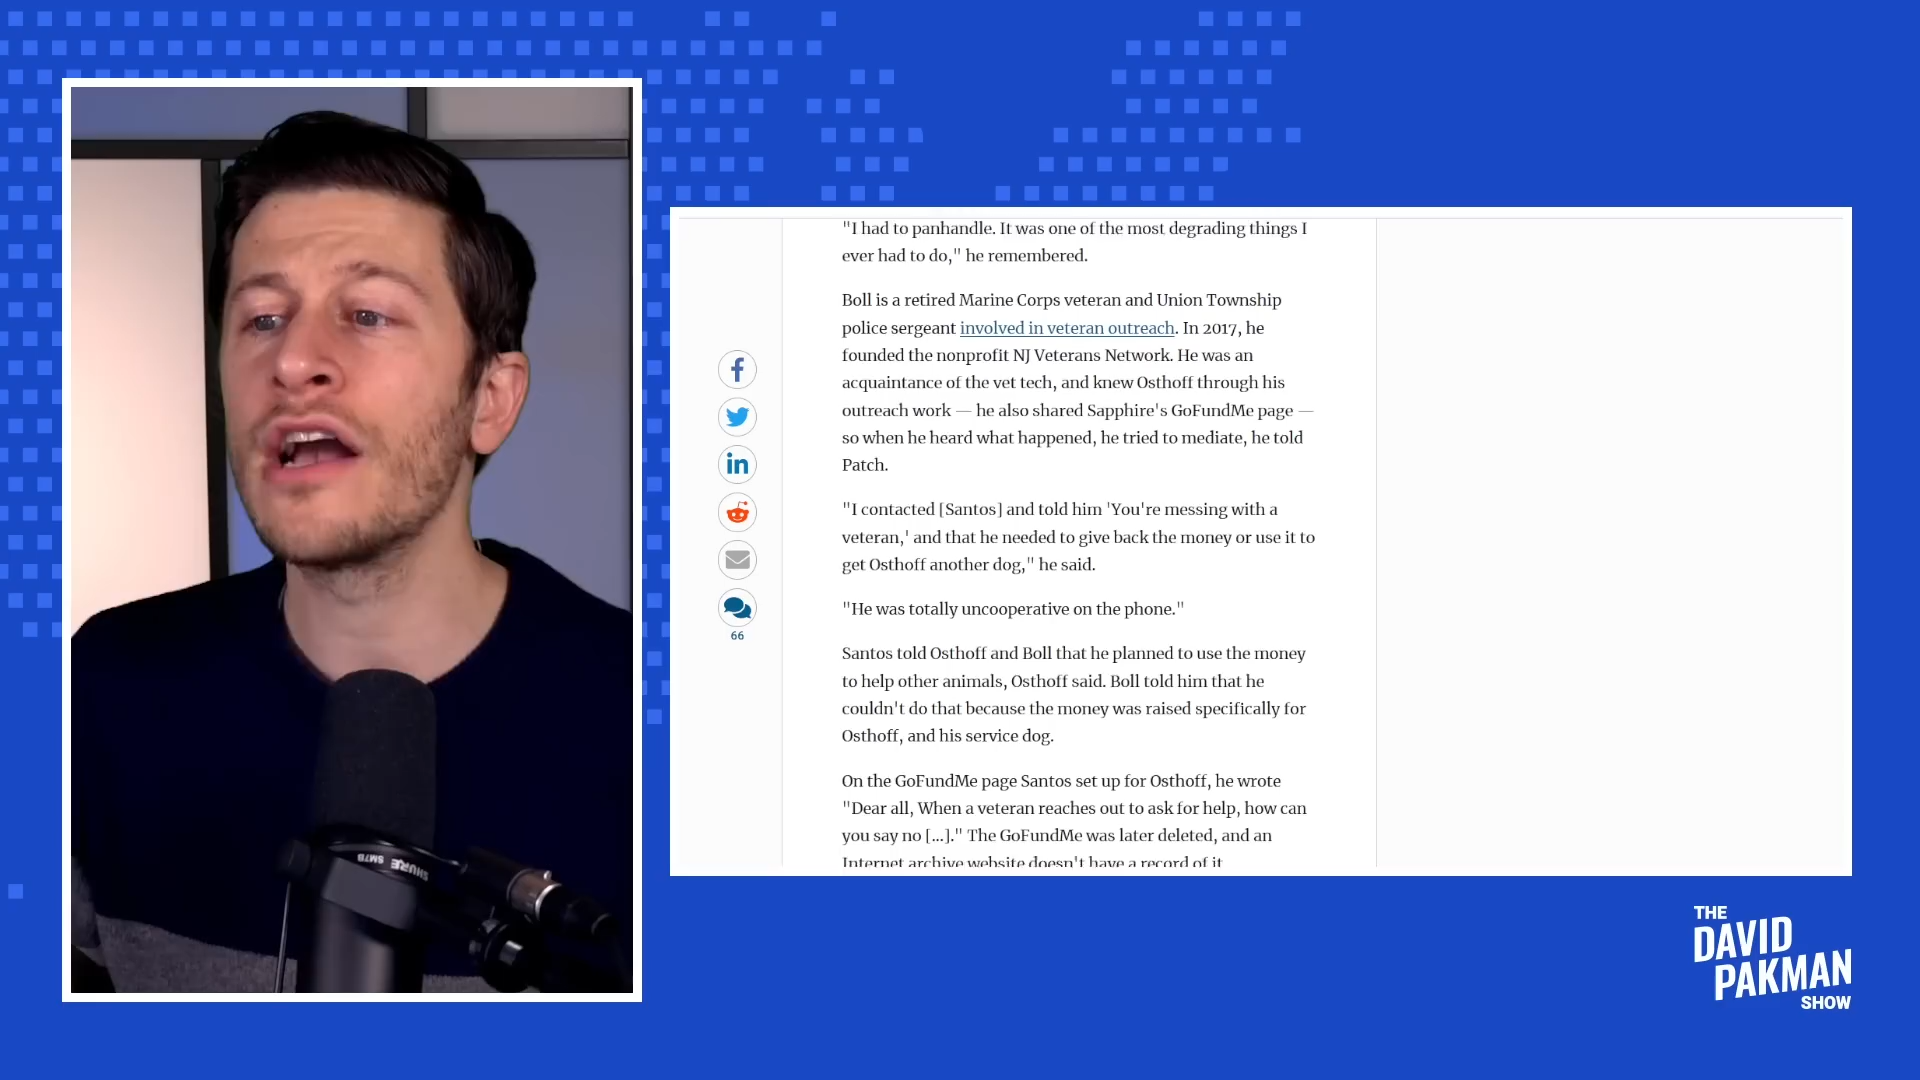 "I had to panhandle. It was one of the most degrading things I
ever had to do," he remembered.
Boll is a retired Marine Corps veteran and Union Township
police sergeant involved in veteran outreach. In 2017, he
founded the nonprofit NJ Veterans Network. He was an
acquaintance of the vet tech, and knew Osthoff through his
outreach work — he also shared Sapphire's GoFundMe page —
so when he heard what happened, he tried to mediate, he told
Patch.
"I contacted [Santos] and told him 'You're messing with a
veteran,' and that he needed to give back the money or use it to
get Osthoff another dog," he said.
"He was totally uncooperative on the phone."
Santos told Osthoff and Boll that he planned to use the money
to help other animals, Osthoff said. Boll told him that he
couldn't do that because the money was raised specifically for
Osthoff, and his service dog.
On the GoFundMe page Santos set up for Osthoff, he wrote
"Dear all, When a veteran reaches out to ask for help, how can
you say no [...]." The GoFundMe was later deleted, and an
Internet archive website doesn't have a record of it
66
SHURE SM7B
THE
DAVID
PAKMAN
SHOW